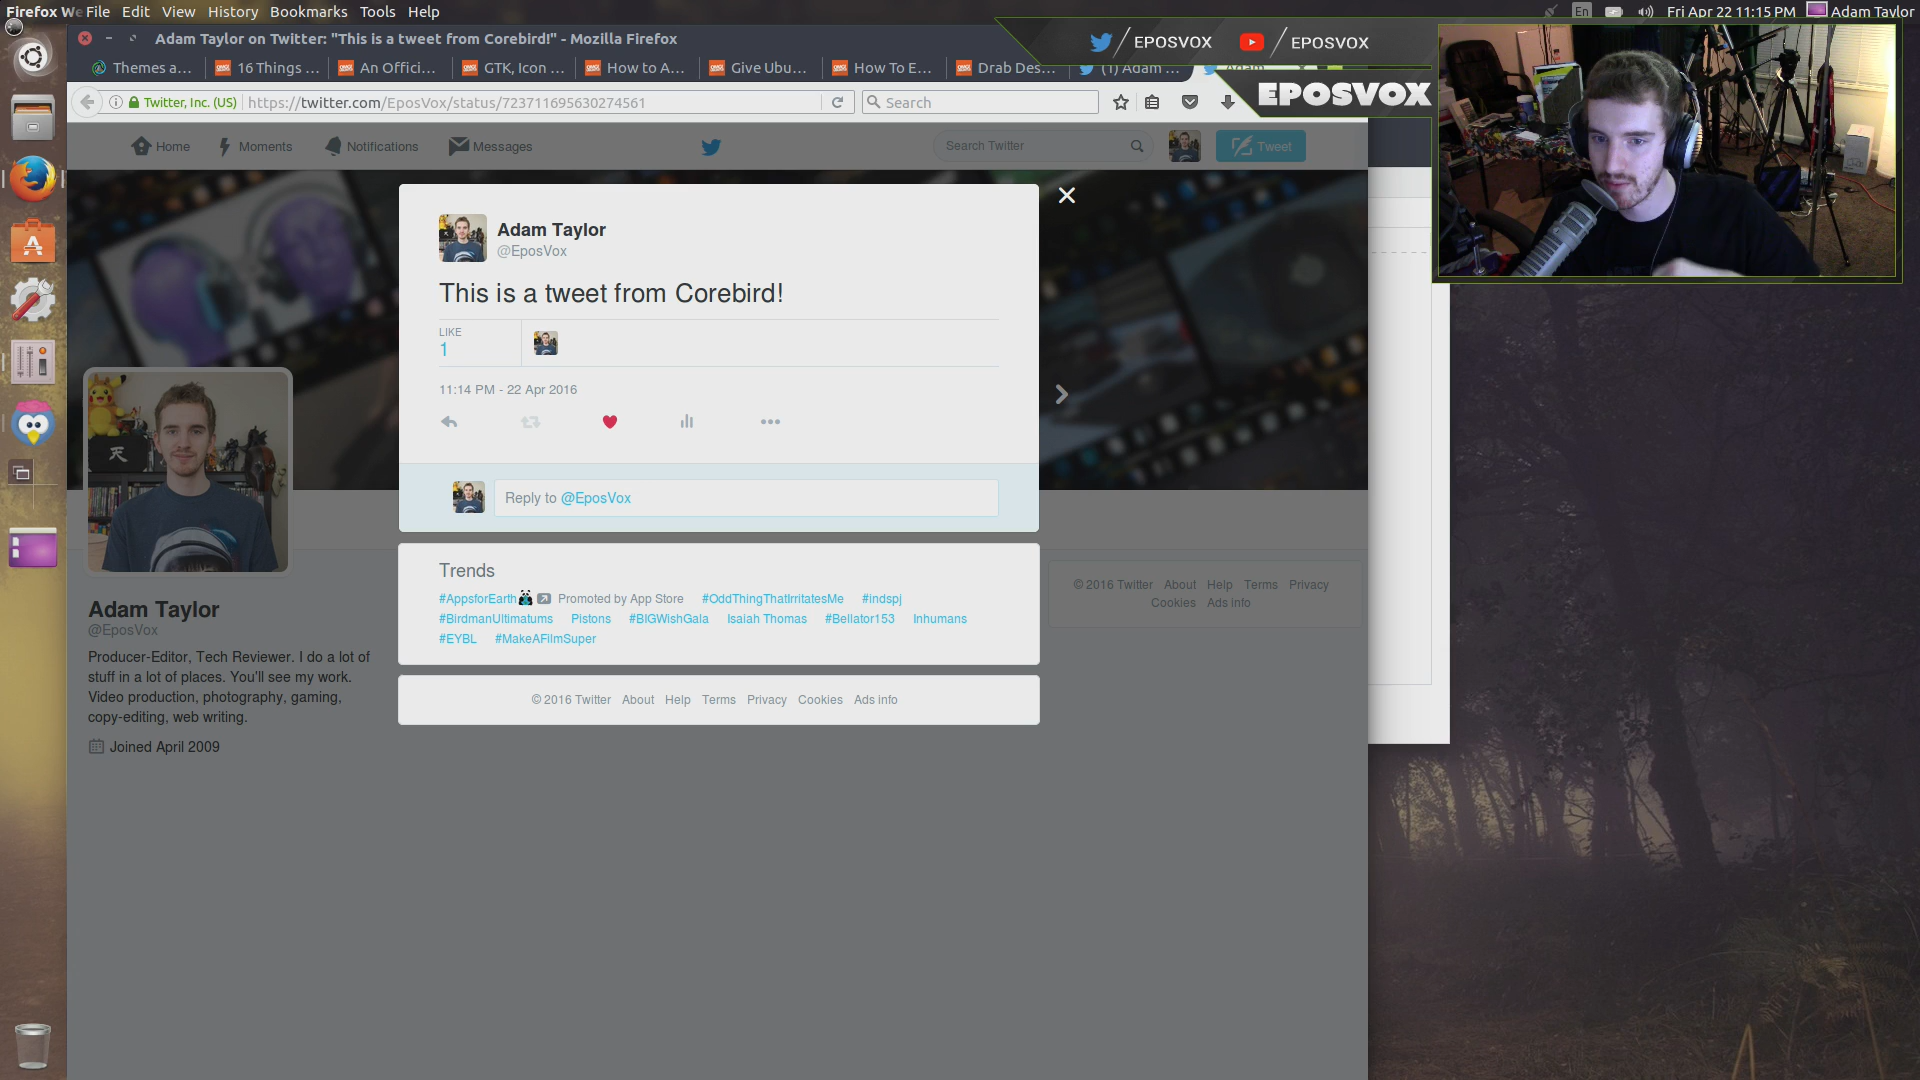 Firefox We File Edit View History Bookmarks Tools Help
En Fri Apr 22 11:15 PM Adam Taylor
Adam Taylor on Twitter: "This is a tweet from Corebird!" - Mozilla Firefox
EPOSVOX EPOSVOX
Themes a... 16 Things ... An Offici... GTK, Icon ... How to A... Give Ubu... How To E... Drab Des... (1) Adam ... Adam
EPOSVOX
Twitter, Inc. (US) https://twitter.com/EposVox/status/723711695630274561 Search
Home Moments Notifications Messages Search Twitter Tweet
Adam Taylor
@EposVox
This is a tweet from Corebird!
LIKE
1
11:14 PM - 22 Apr 2016
Reply to @EposVox
Trends
#AppsforEarth Promoted by App Store #OddThingThatIrritatesMe #indspj
#BirdmanUltimatums Pistons #BIGWishGala Isaiah Thomas #Bellator153 Inhumans
#EYBL #MakeAFilmSuper
© 2016 Twitter About Help Terms Privacy Cookies Ads info
Adam Taylor
@EposVox
Producer-Editor, Tech Reviewer. I do a lot of
stuff in a lot of places. You'll see my work.
Video production, photography, gaming,
copy-editing, web writing.
Joined April 2009
© 2016 Twitter About Help Terms Privacy
Cookies Ads info